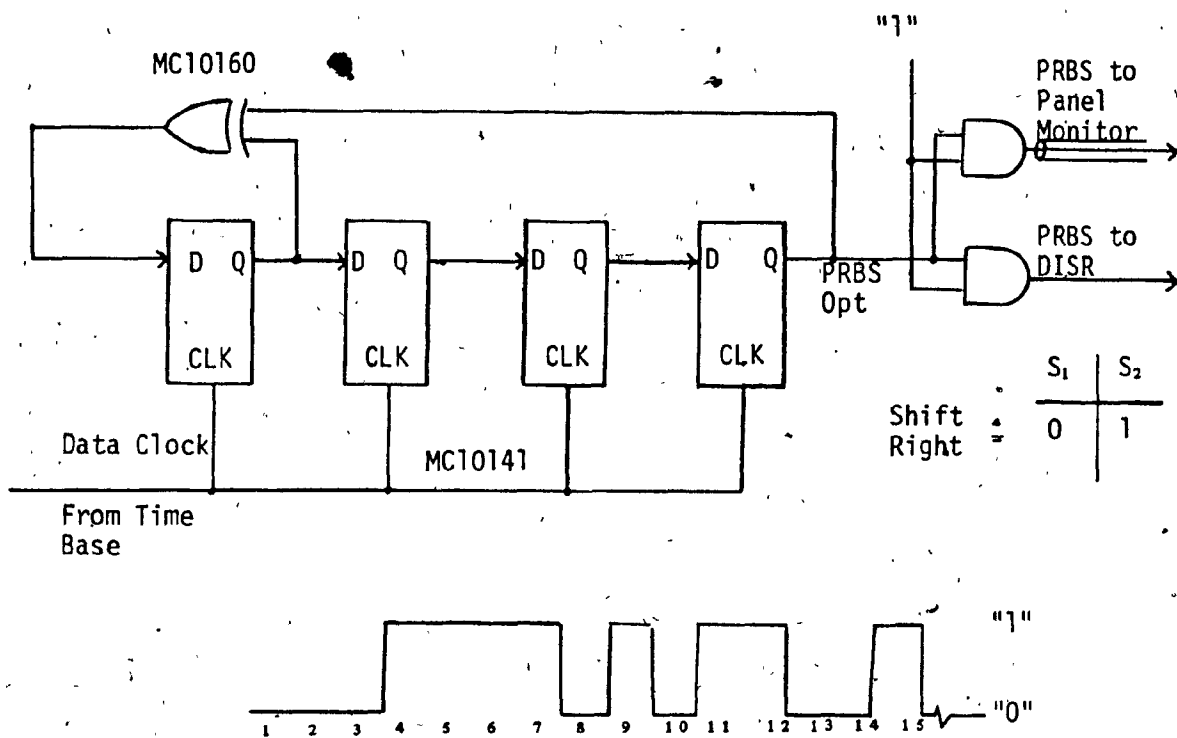 "1"
MC10160
PRBS to
Panel
Monitor
D Q
D Q
D Q
D Q
PRBS
Opt
PRBS to
DISR
CLK
CLK
CLK
CLK
S₁ S₂
Shift
Right = 0 1
Data Clock
MC10141
From Time
Base
"1"
"0"
1 2 3 4 5 6 7 8 9 10 11 12 13 14 15